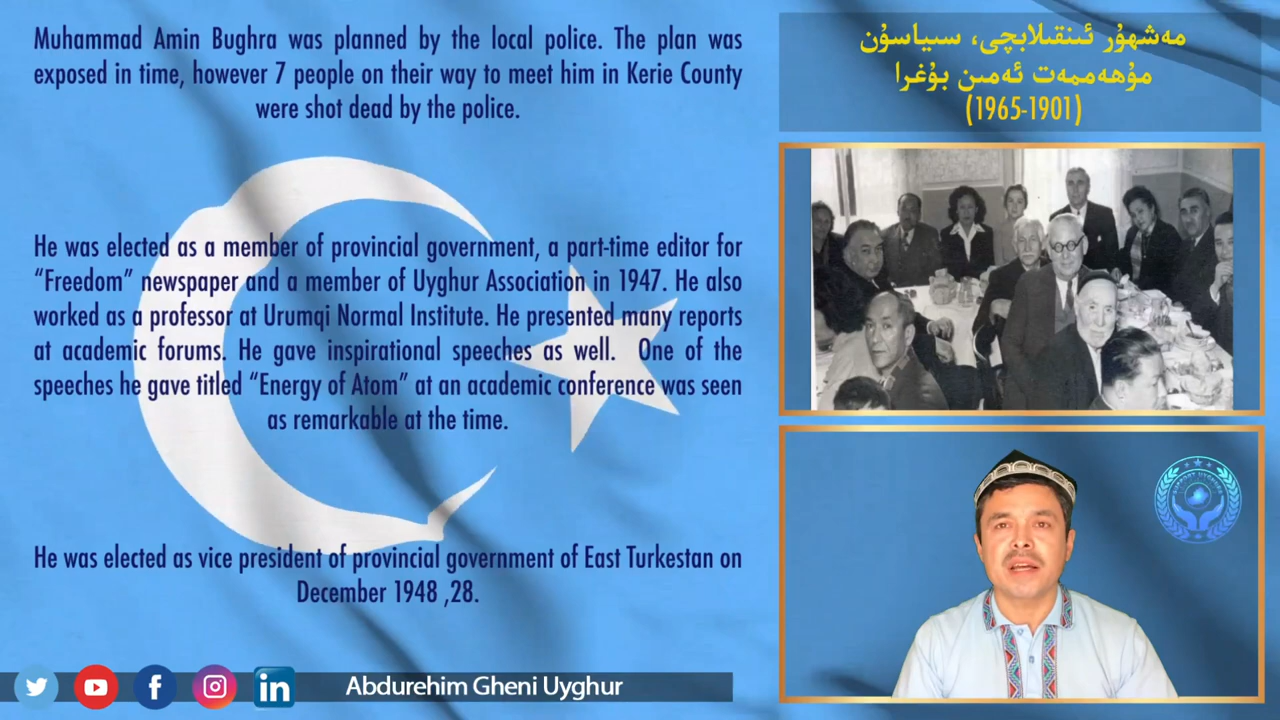 Muhammad Amin Bughra was planned by the local police. The plan was
exposed in time, however 7 people on their way to meet him in Kerie County
were shot dead by the police.
He was elected as a member of provincial government, a part-time editor for
“Freedom” newspaper and a member of Uyghur Association in 1947. He also
worked as a professor at Urumqi Normal Institute. He presented many reports
at academic forums. He gave inspirational speeches as well. One of the
speeches he gave titled “Energy of Atom” at an academic conference was seen
as remarkable at the time.
He was elected as vice president of provincial government of East Turkestan on
December 1948 ,28.
Abdurehim Gheni Uyghur
مەشھۇر ئىنقىلابچى، سىياسئۇن
مۇھەممەت ئەمىن بۇغرا
(1965-1901)